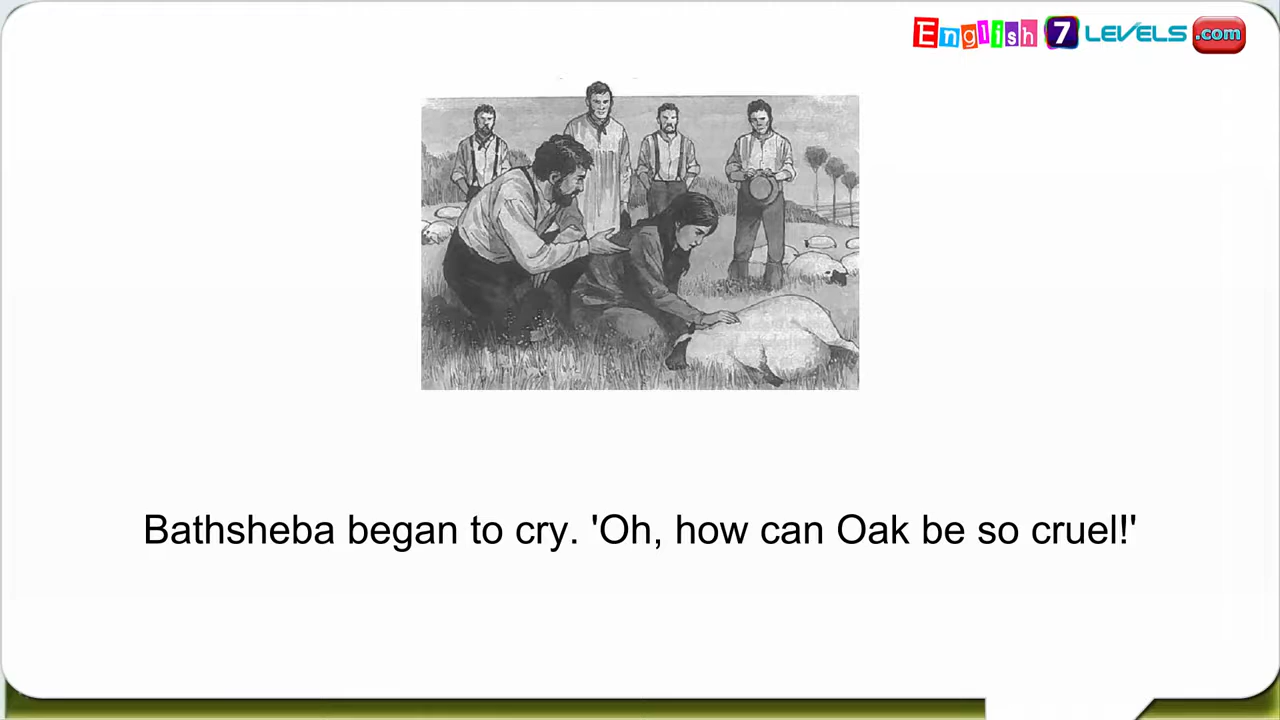 English 7 LEVELS .com
Bathsheba began to cry. 'Oh, how can Oak be so cruel!'